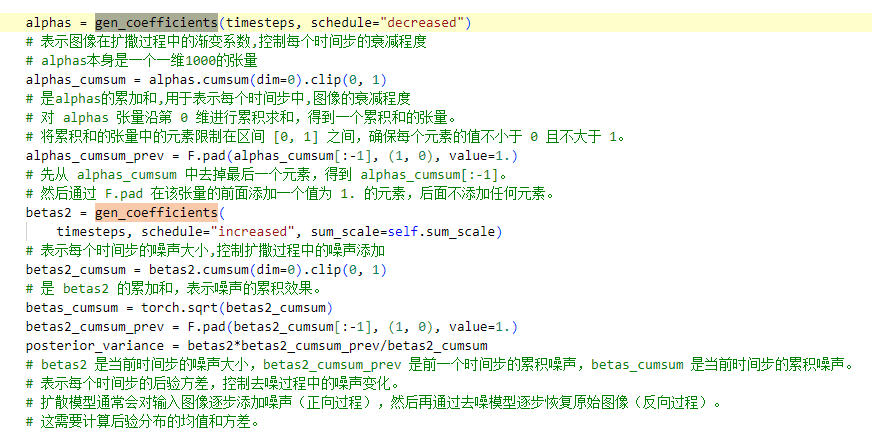 alphas = gen_coefficients(timesteps, schedule="decreased")
# 表示图像在扩散过程中的渐变系数,控制每个时间步的衰减程度
# alphas本身是一个一维1000的张量
alphas_cumsum = alphas.cumsum(dim=0).clip(0, 1)
# 是alphas的累加和,用于表示每个时间步中,图像的衰减程度
# 对 alphas 张量沿第 0 维进行累积求和，得到一个累积和的张量。
# 将累积和的张量中的元素限制在区间 [0, 1] 之间，确保每个元素的值不小于 0 且不大于 1。
alphas_cumsum_prev = F.pad(alphas_cumsum[:-1], (1, 0), value=1.)
# 先从 alphas_cumsum 中去掉最后一个元素，得到 alphas_cumsum[:-1]。
# 然后通过 F.pad 在该张量的前面添加一个值为 1. 的元素，后面不添加任何元素。
betas2 = gen_coefficients(
timesteps, schedule="increased", sum_scale=self.sum_scale)
# 表示每个时间步的噪声大小,控制扩散过程中的噪声添加
betas2_cumsum = betas2.cumsum(dim=0).clip(0, 1)
# 是 betas2 的累加和，表示噪声的累积效果。
betas_cumsum = torch.sqrt(betas2_cumsum)
betas2_cumsum_prev = F.pad(betas2_cumsum[:-1], (1, 0), value=1.)
posterior_variance = betas2*betas2_cumsum_prev/betas2_cumsum
# betas2 是当前时间步的噪声大小，betas2_cumsum_prev 是前一个时间步的累积噪声，betas_cumsum 是当前时间步的累积噪声。
# 表示每个时间步的后验方差，控制去噪过程中的噪声变化。
# 扩散模型通常会对输入图像逐步添加噪声（正向过程），然后再通过去噪模型逐步恢复原始图像（反向过程）。
# 这需要计算后验分布的均值和方差。